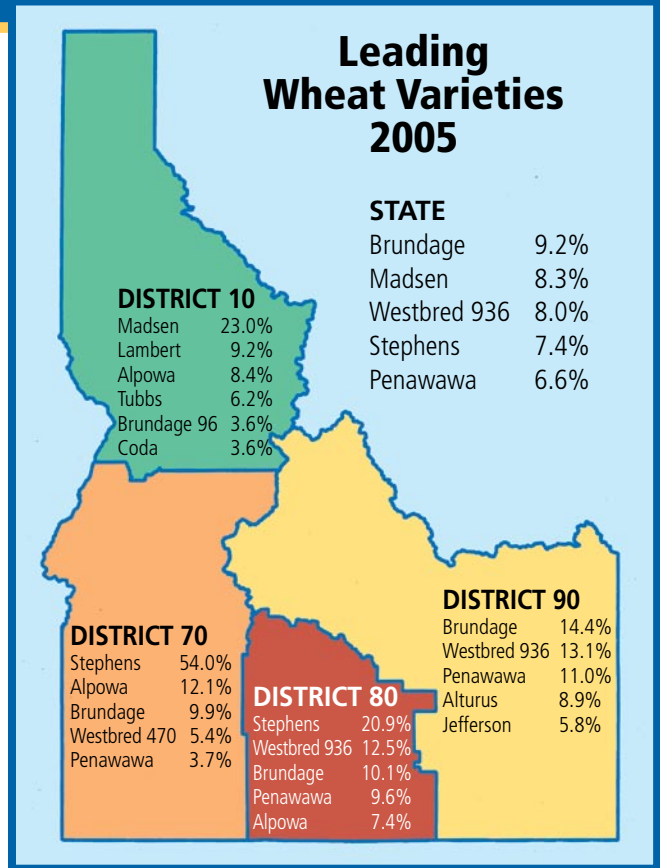 Leading
Wheat Varieties
2005
STATE
Brundage 9.2%
Madsen 8.3%
Westbred 936 8.0%
Stephens 7.4%
Penawawa 6.6%
DISTRICT 10
Madsen 23.0%
Lambert 9.2%
Alpowa 8.4%
Tubbs 6.2%
Brundage 96 3.6%
Coda 3.6%
DISTRICT 70
Stephens 54.0%
Alpowa 12.1%
Brundage 9.9%
Westbred 470 5.4%
Penawawa 3.7%
DISTRICT 80
Stephens 20.9%
Westbred 936 12.5%
Brundage 10.1%
Penawawa 9.6%
Alpowa 7.4%
DISTRICT 90
Brundage 14.4%
Westbred 936 13.1%
Penawawa 11.0%
Alturus 8.9%
Jefferson 5.8%